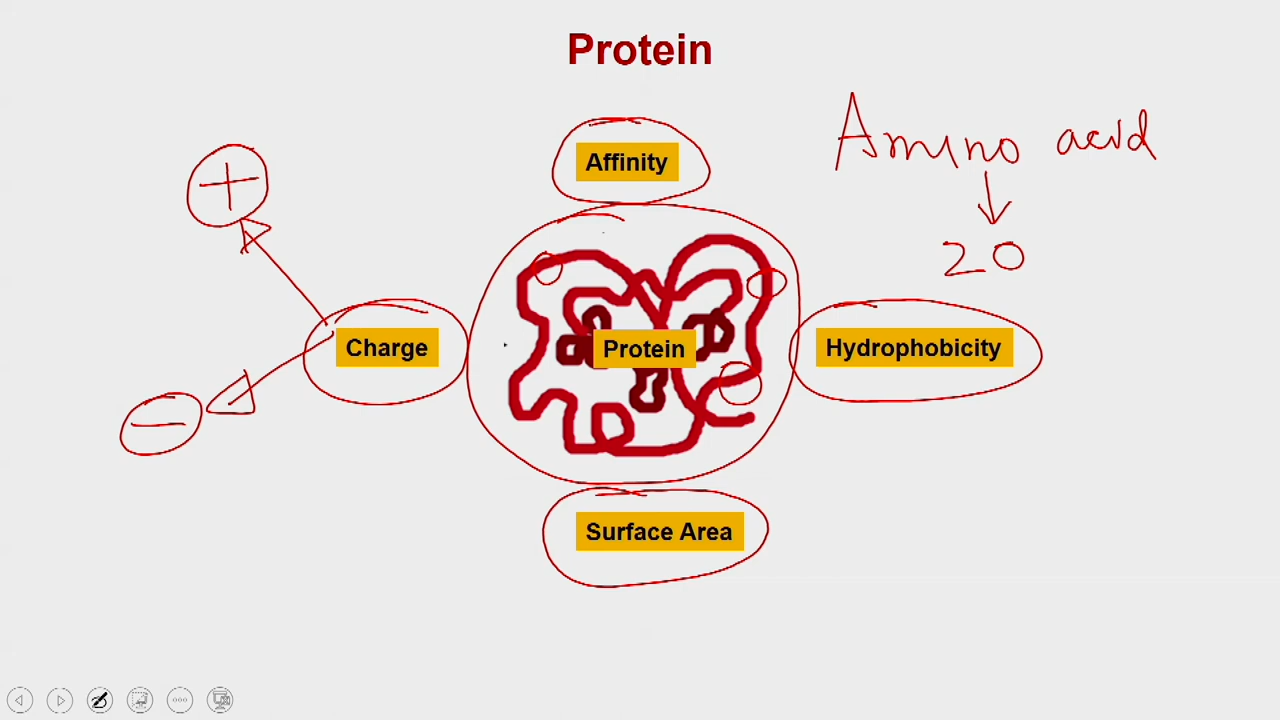 Protein
Affinity
Amino acid
20
+
Charge
Protein
Hydrophobicity
−
Surface Area